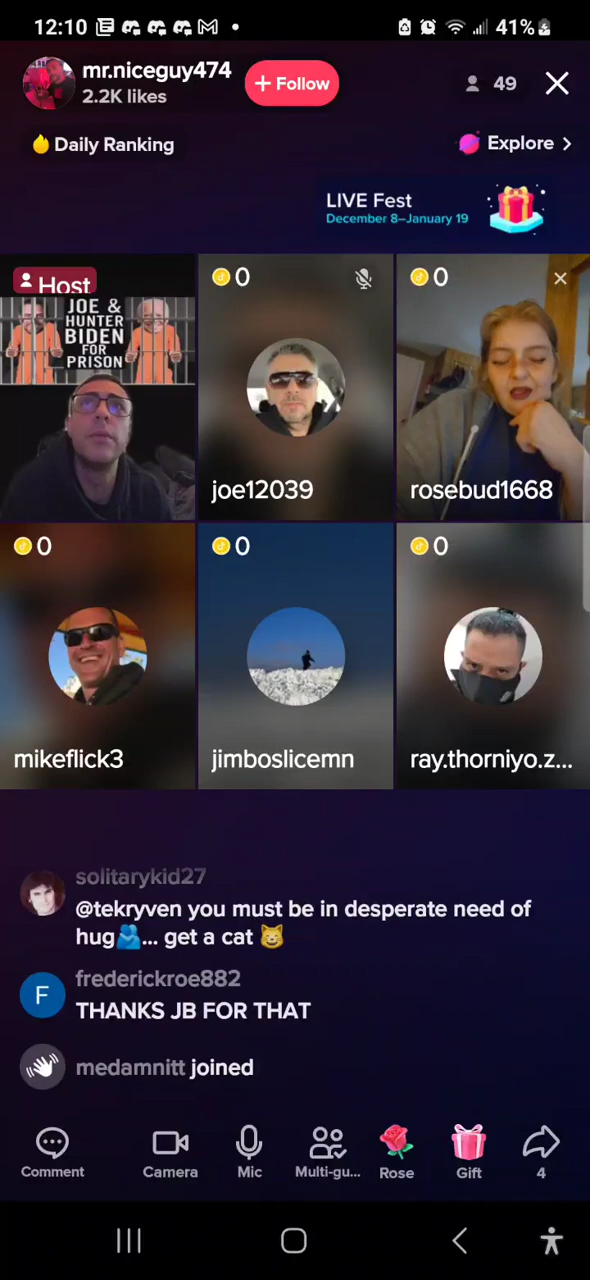 12:10
41%
mr.niceguy474
2.2K likes
+ Follow
49
Daily Ranking
Explore >
LIVE Fest
December 8–January 19
Host
JOE &
HUNTER
BIDEN
FOR
PRISON
0
joe12039
0
rosebud1668
0
mikeflick3
0
jimboslicemn
0
ray.thorniyo.z...
solitarykid27
@tekryven you must be in desperate need of
hug🫂... get a cat 😸
frederickroe882
F
THANKS JB FOR THAT
medamnitt joined
Comment
Camera
Mic
Multi-gu...
Rose
Gift
4